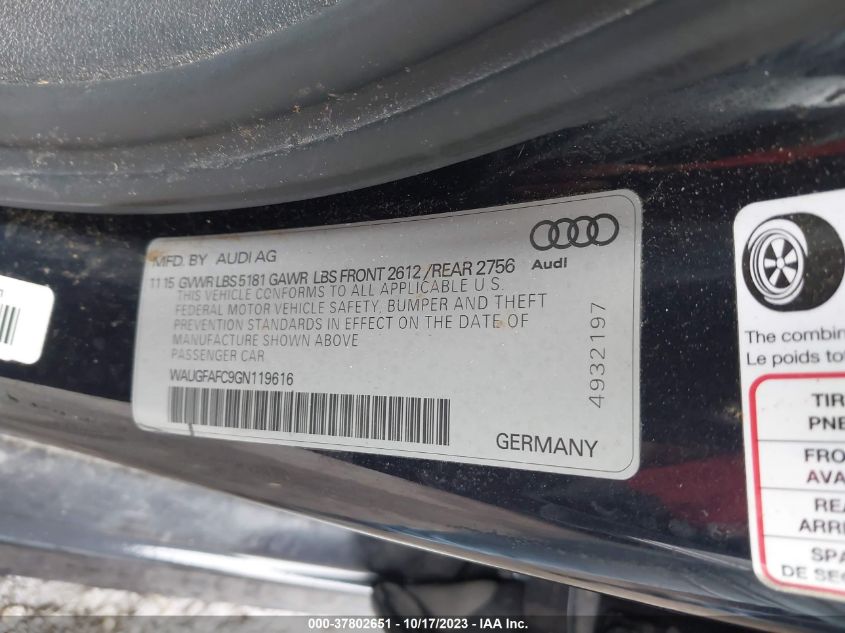 MFD. BY AUDI AG
11 15 GVWR LBS 5181 GAWR LBS FRONT 2612 /REAR 2756
THIS VEHICLE CONFORMS TO ALL APPLICABLE U.S.
FEDERAL MOTOR VEHICLE SAFETY, BUMPER AND THEFT
PREVENTION STANDARDS IN EFFECT ON THE DATE OF
MANUFACTURE SHOWN ABOVE
PASSENGER CAR
WAUGFAFC9GN119616
GERMANY
Audi
4932197
The combin
Le poids tot
TIR
PNE
FRO
AVA
REA
ARRI
SPA
DE SEC
000-37802651 - 10/17/2023 - IAA Inc.